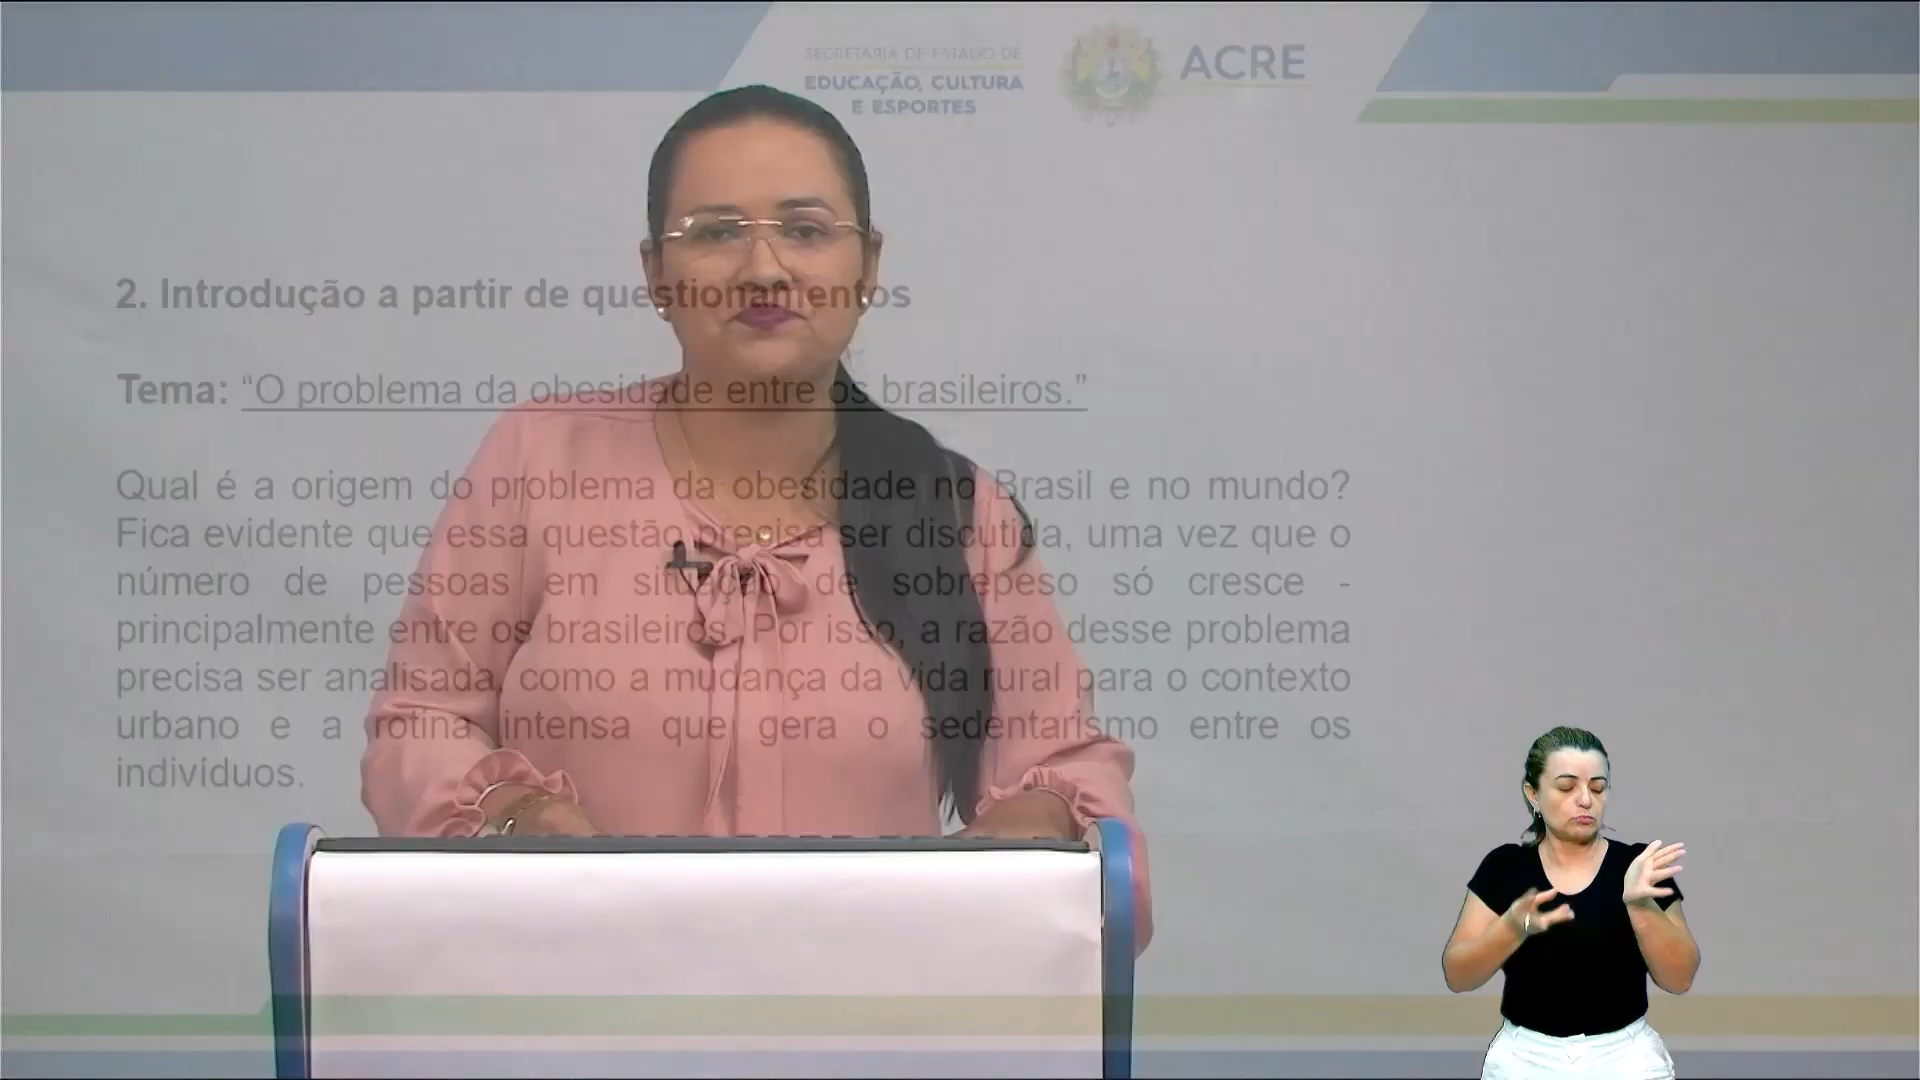 SECRETARIA DE ESTADO DE
EDUCAÇÃO, CULTURA
E ESPORTES
ACRE
2. Introdução a partir de questionamentos
Tema: “O problema da obesidade entre os brasileiros.”
Qual é a origem do problema da obesidade no Brasil e no mundo?
Fica evidente que essa questão precisa ser discutida, uma vez que o
número de pessoas em situação de sobrepeso só cresce -
principalmente entre os brasileiros. Por isso, a razão desse problema
precisa ser analisada, como a mudança da vida rural para o contexto
urbano e a rotina intensa que gera o sedentarismo entre os
indivíduos.